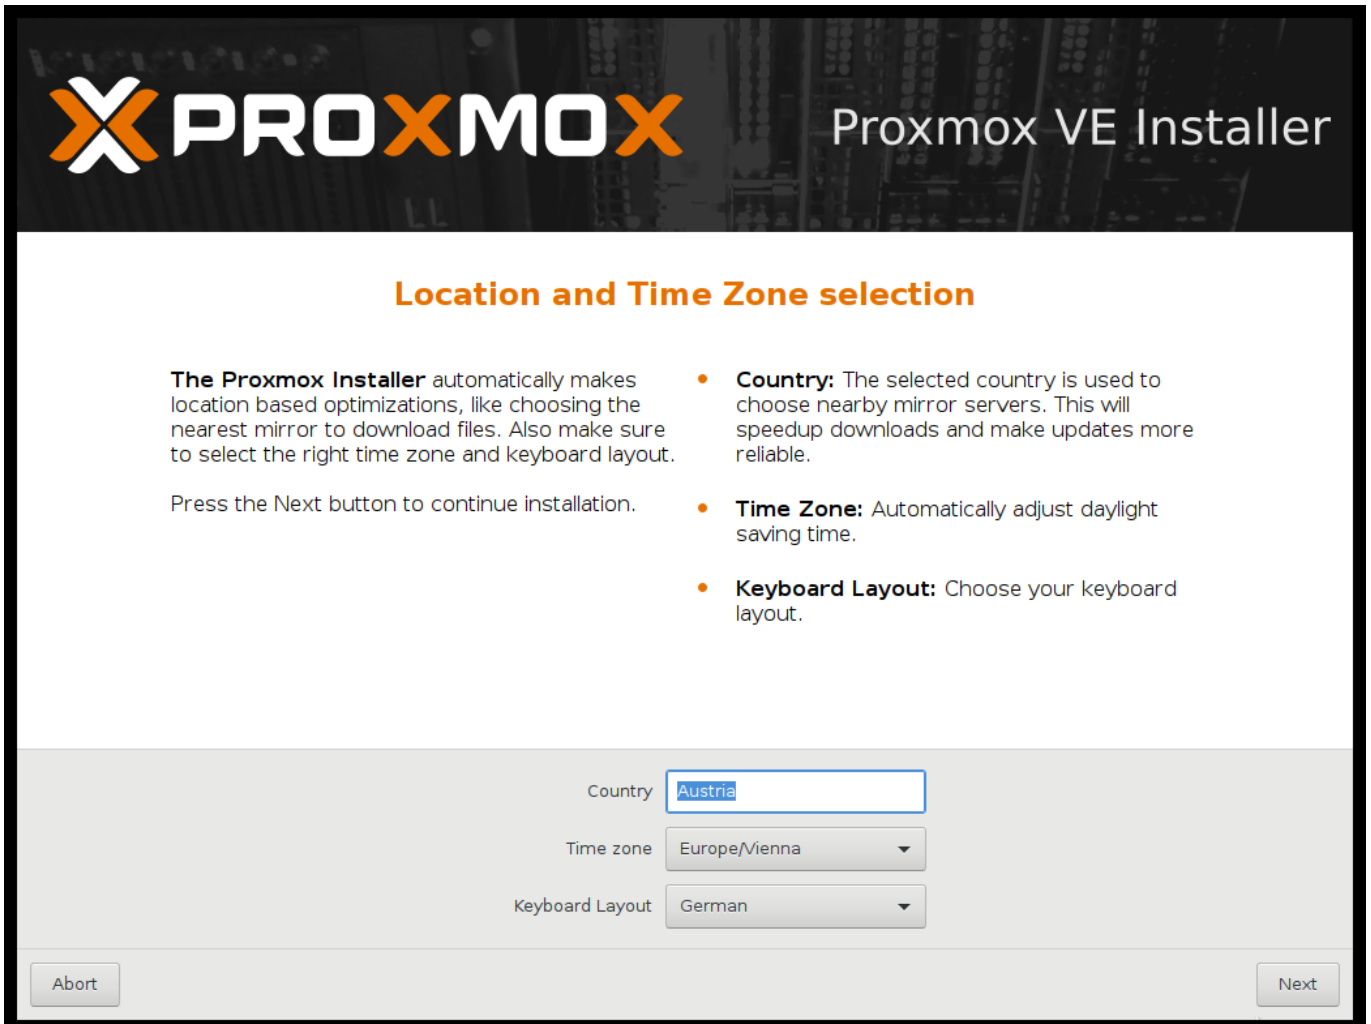 PROXMOX
Proxmox VE Installer
Location and Time Zone selection
The Proxmox Installer automatically makes
location based optimizations, like choosing the
nearest mirror to download files. Also make sure
to select the right time zone and keyboard layout.
Press the Next button to continue installation.
Country: The selected country is used to
choose nearby mirror servers. This will
speedup downloads and make updates more
reliable.
Time Zone: Automatically adjust daylight
saving time.
Keyboard Layout: Choose your keyboard
layout.
Country Austria
Time zone Europe/Vienna
Keyboard Layout German
Abort Next